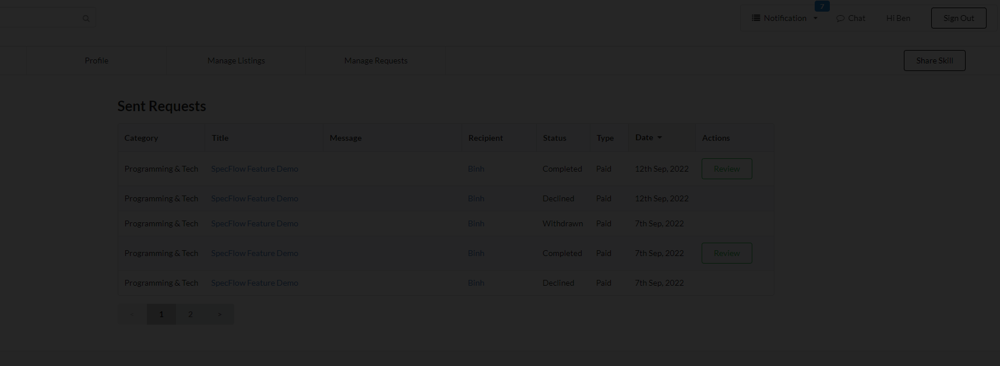 7
Notification Chat Hi Ben Sign Out
Profile Manage Listings Manage Requests Share Skill
Sent Requests
Category Title Message Recipient Status Type Date Actions
Programming & Tech SpecFlow Feature Demo Binh Completed Paid 12th Sep, 2022 Review
Programming & Tech SpecFlow Feature Demo Binh Declined Paid 12th Sep, 2022
Programming & Tech SpecFlow Feature Demo Binh Withdrawn Paid 7th Sep, 2022
Programming & Tech SpecFlow Feature Demo Binh Completed Paid 7th Sep, 2022 Review
Programming & Tech SpecFlow Feature Demo Binh Declined Paid 7th Sep, 2022
< 1 2 >